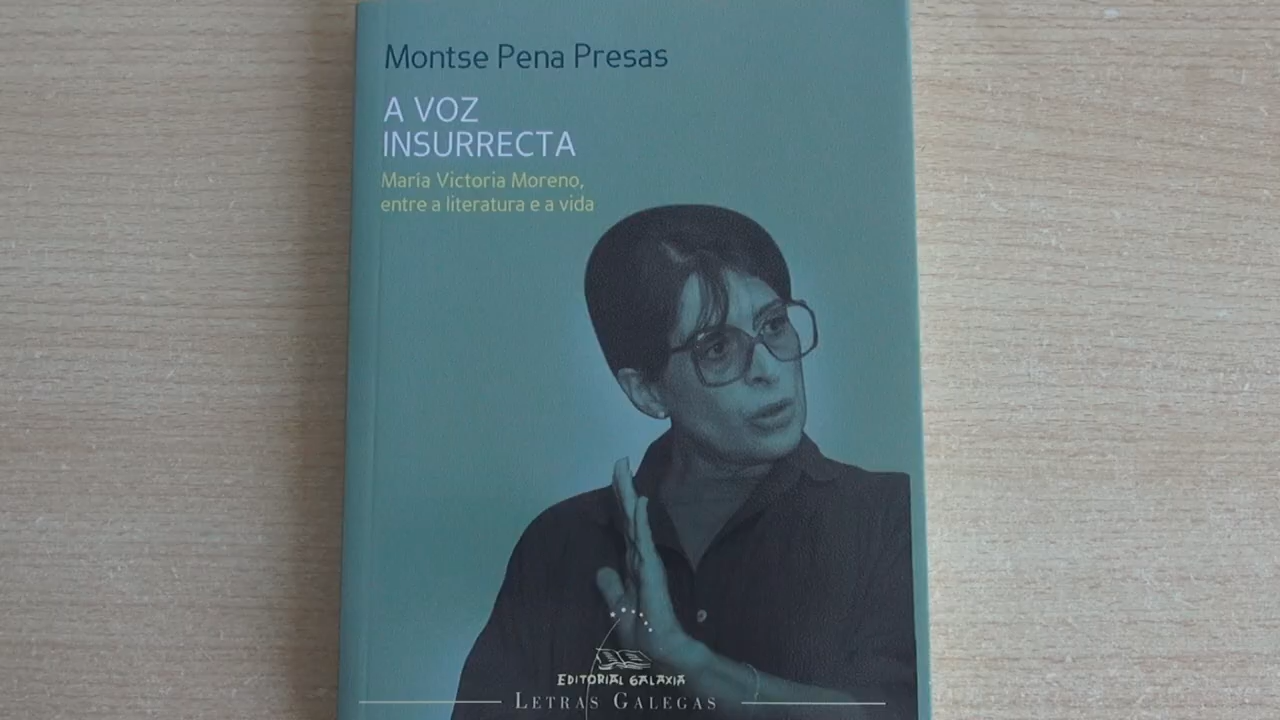 Montse Pena Presas
A VOZ
INSURRECTA
María Victoria Moreno,
entre a literatura e a vida
EDITORIAL GALAXIA
LETRAS GALEGAS